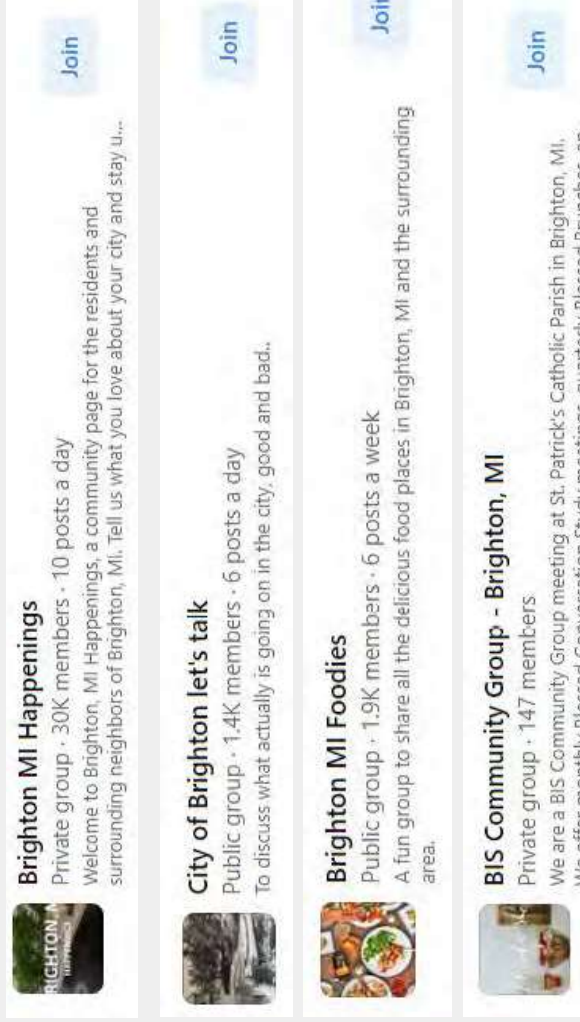 Brighton MI Happenings
Private group · 30K members · 10 posts a day
Welcome to Brighton, MI Happenings, a community page for the residents and
surrounding neighbors of Brighton, MI. Tell us what you love about your city and stay u...
Join
City of Brighton let's talk
Public group · 1.4K members · 6 posts a day
To discuss what actually is going on in the city, good and bad..
Join
Brighton MI Foodies
Public group · 1.9K members · 6 posts a week
A fun group to share all the delicious food places in Brighton, MI and the surrounding
area.
Join
BIS Community Group - Brighton, MI
Private group · 147 members
We are a BIS Community Group meeting at St. Patrick's Catholic Parish in Brighton, MI.
Join